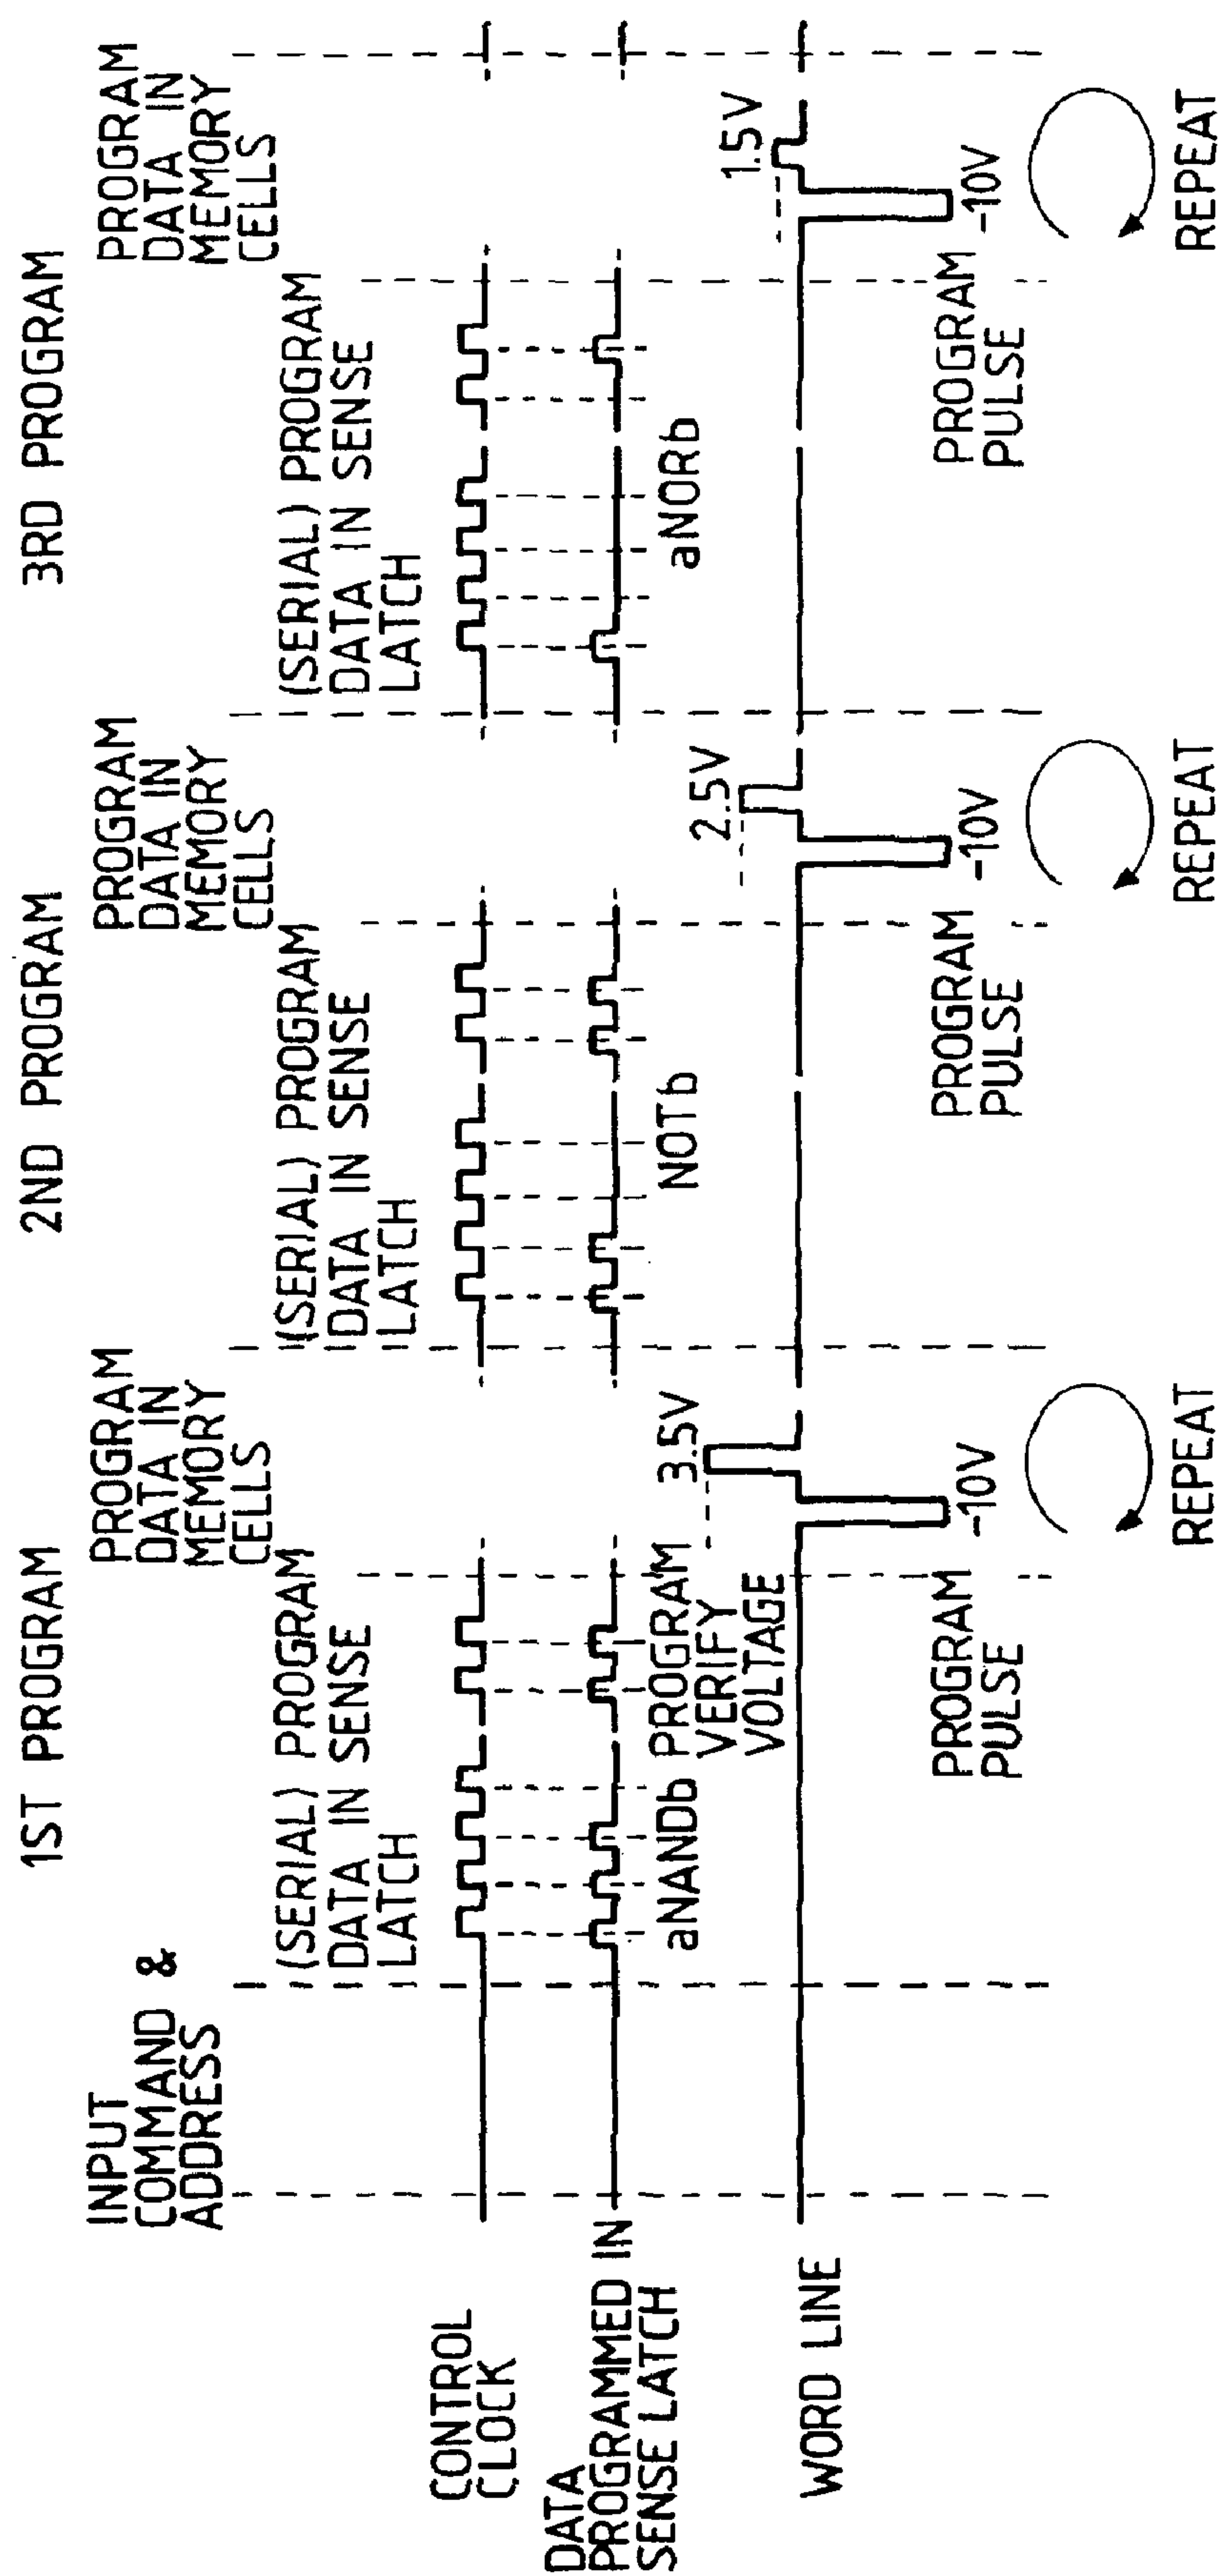 1ST PROGRAM
2ND PROGRAM
3RD PROGRAM
INPUT
COMMAND &
ADDRESS
PROGRAM
DATA IN
MEMORY
CELLS
PROGRAM
DATA IN
MEMORY
CELLS
PROGRAM
DATA IN
MEMORY
CELLS
(SERIAL) PROGRAM
DATA IN SENSE
LATCH
(SERIAL) PROGRAM
DATA IN SENSE
LATCH
(SERIAL) PROGRAM
DATA IN SENSE
LATCH
CONTROL
CLOCK
DATA
PROGRAMMED IN
SENSE LATCH
aNANDb
NOTb
aNORb
PROGRAM
VERIFY
VOLTAGE
3.5V
2.5V
1.5V
WORD LINE
PROGRAM
PULSE
-10V
PROGRAM
PULSE
-10V
PROGRAM
PULSE
-10V
REPEAT
REPEAT
REPEAT